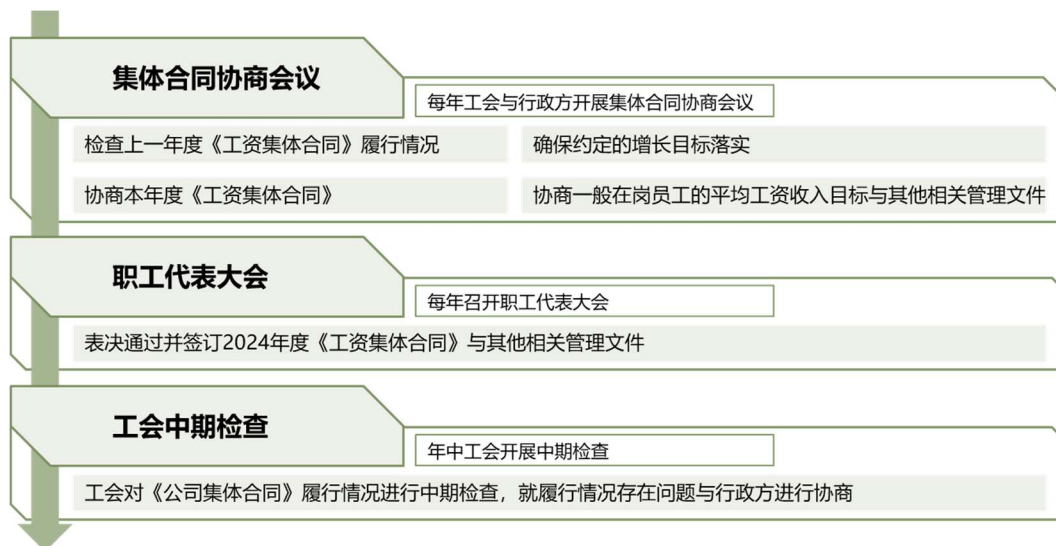 集体合同协商会议
每年工会与行政方开展集体合同协商会议
检查上一年度《工资集体合同》履行情况
确保约定的增长目标落实
协商本年度《工资集体合同》
协商一般在岗员工的平均工资收入目标与其他相关管理文件
职工代表大会
每年召开职工代表大会
表决通过并签订2024年度《工资集体合同》与其他相关管理文件
工会中期检查
年中工会开展中期检查
工会对《公司集体合同》履行情况进行中期检查，就履行情况存在问题与行政方进行协商